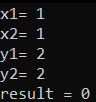 x1= 1
x2= 1
y1= 2
y2= 2
result = 0